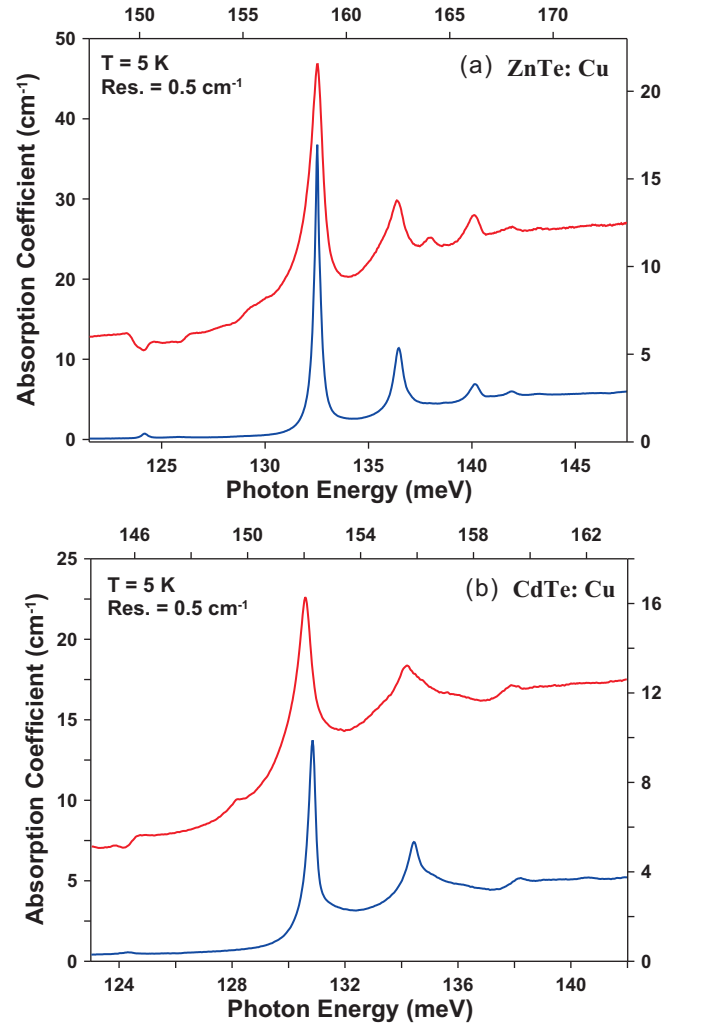 150 155 160 165 170
50 40 30 20 10 0
Absorption Coefficient (cm⁻¹)
T = 5 K
Res. = 0.5 cm⁻¹
(a) ZnTe: Cu
20 15 10 5 0
125 130 135 140 145
Photon Energy (meV)
146 150 154 158 162
25 20 15 10 5 0
Absorption Coefficient (cm⁻¹)
T = 5 K
Res. = 0.5 cm⁻¹
(b) CdTe: Cu
16 12 8 4 0
124 128 132 136 140
Photon Energy (meV)